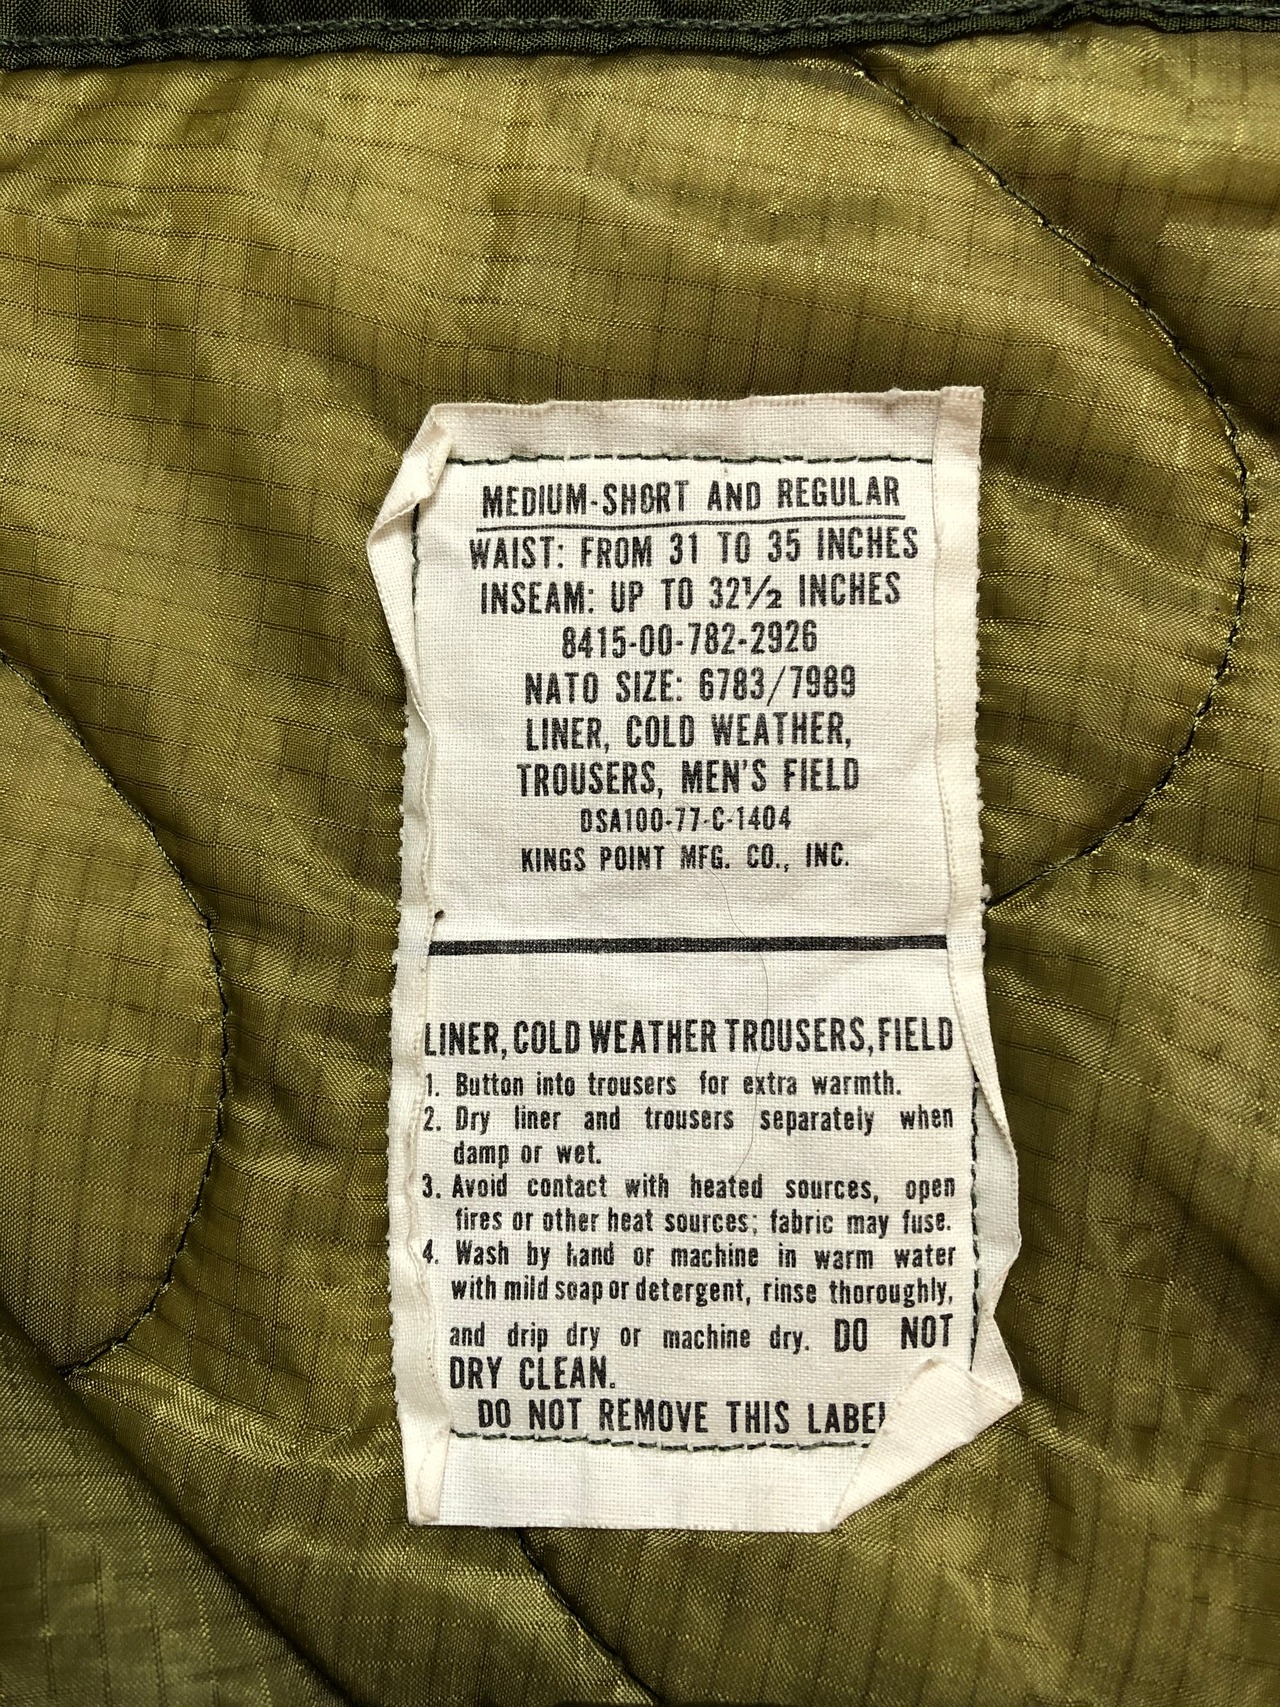 MEDIUM-SHORT AND REGULAR
WAIST: FROM 31 TO 35 INCHES
INSEAM: UP TO 32½ INCHES
8415-00-782-2926
NATO SIZE: 6783/7989
LINER, COLD WEATHER,
TROUSERS, MEN'S FIELD
DSA100-77-C-1404
KINGS POINT MFG. CO., INC.
LINER, COLD WEATHER TROUSERS, FIELD
1. Button into trousers for extra warmth.
2. Dry liner and trousers separately when
damp or wet.
3. Avoid contact with heated sources, open
fires or other heat sources; fabric may fuse.
4. Wash by hand or machine in warm water
with mild soap or detergent, rinse thoroughly,
and drip dry or machine dry. DO NOT
DRY CLEAN.
DO NOT REMOVE THIS LABEL